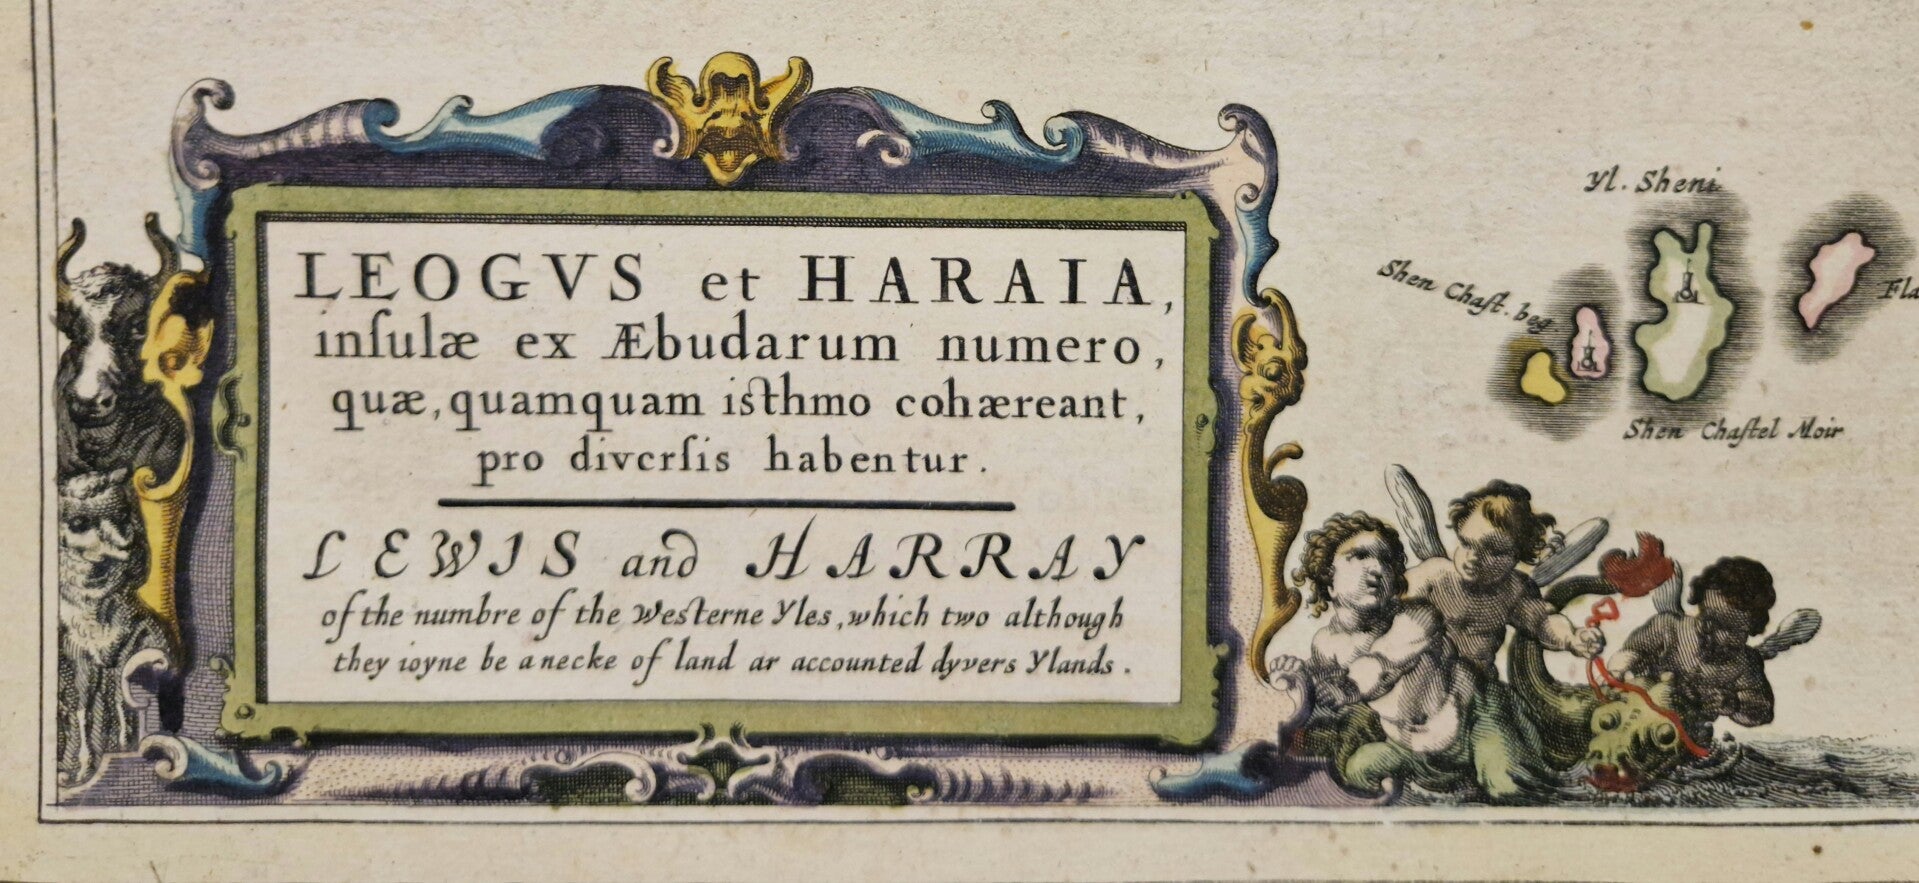 LEOGVS et HARAIA,
inſulæ ex Æbudarum numero,
quæ, quamquam isthmo cohæreant,
pro diverſis habentur.
LEWIS and HARRAY
of the numbre of the Westerne Yles, which two although
they ioyne be a necke of land ar accounted dyvers Ylands.
Yl. Sheni
Shen Chaſt. beg.
Fla
Shen Chaſtel Moir